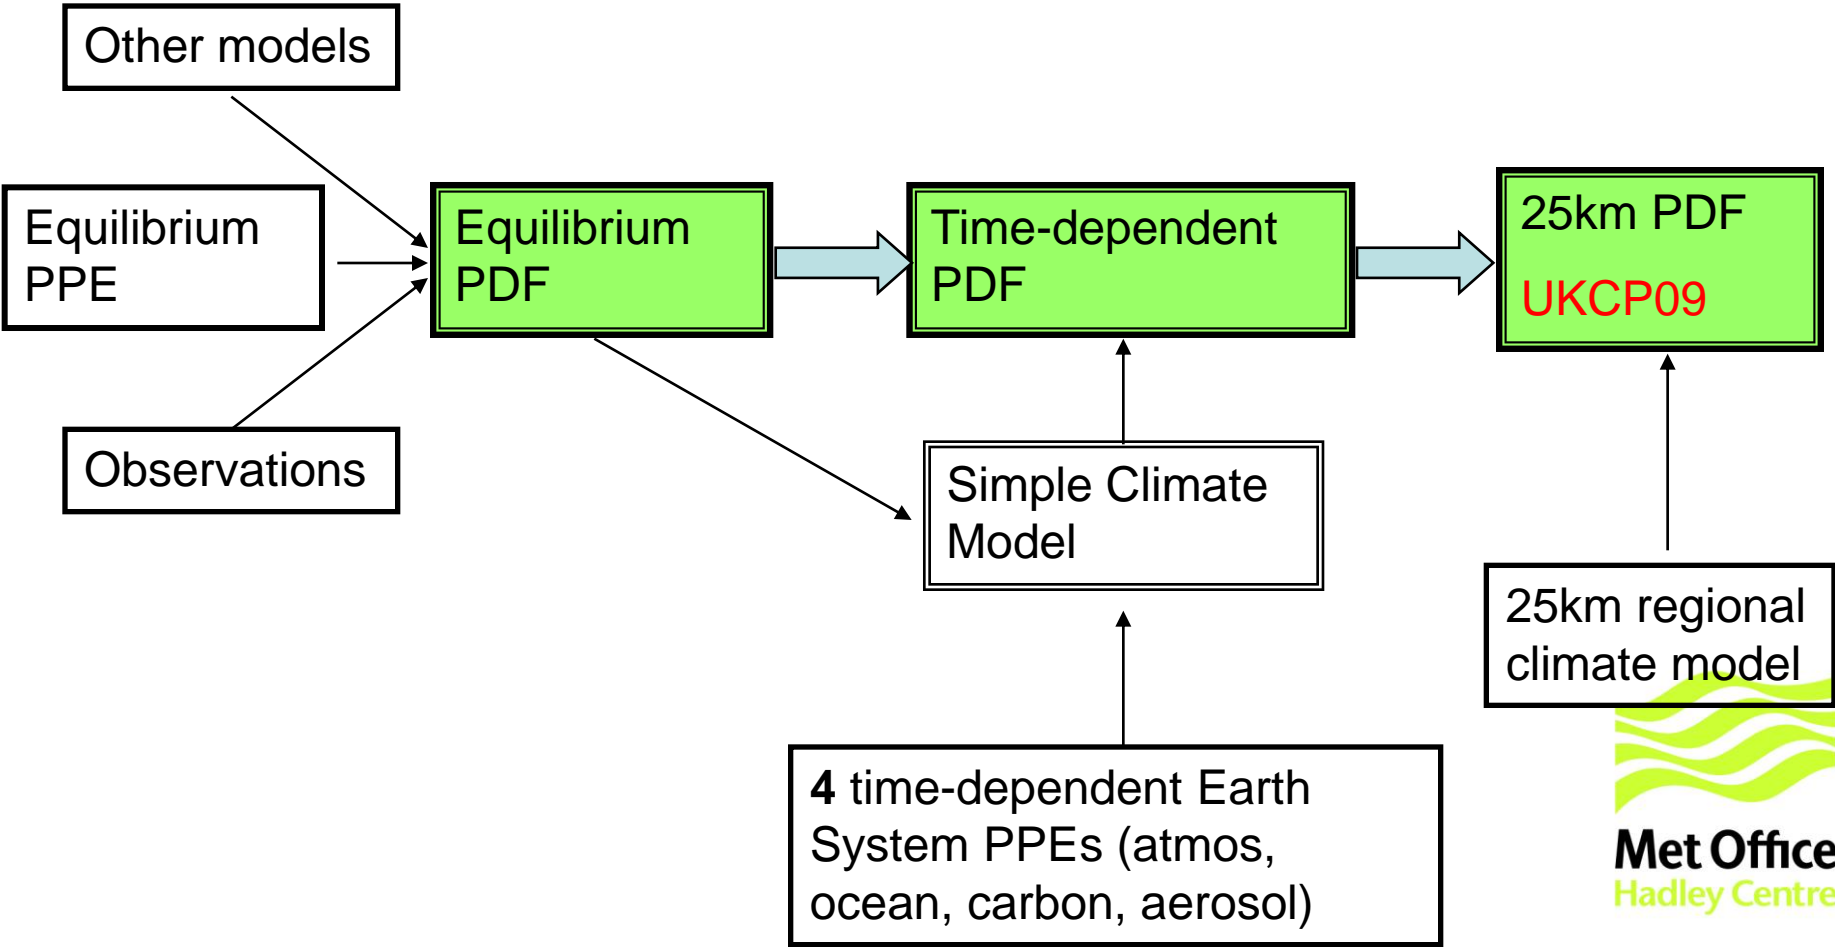 Other models
Equilibrium
PPE
Observations
Equilibrium
PDF
Time-dependent
PDF
25km PDF
UKCP09
Simple Climate
Model
25km regional
climate model
4 time-dependent Earth
System PPEs (atmos,
ocean, carbon, aerosol)
Met Office
Hadley Centre